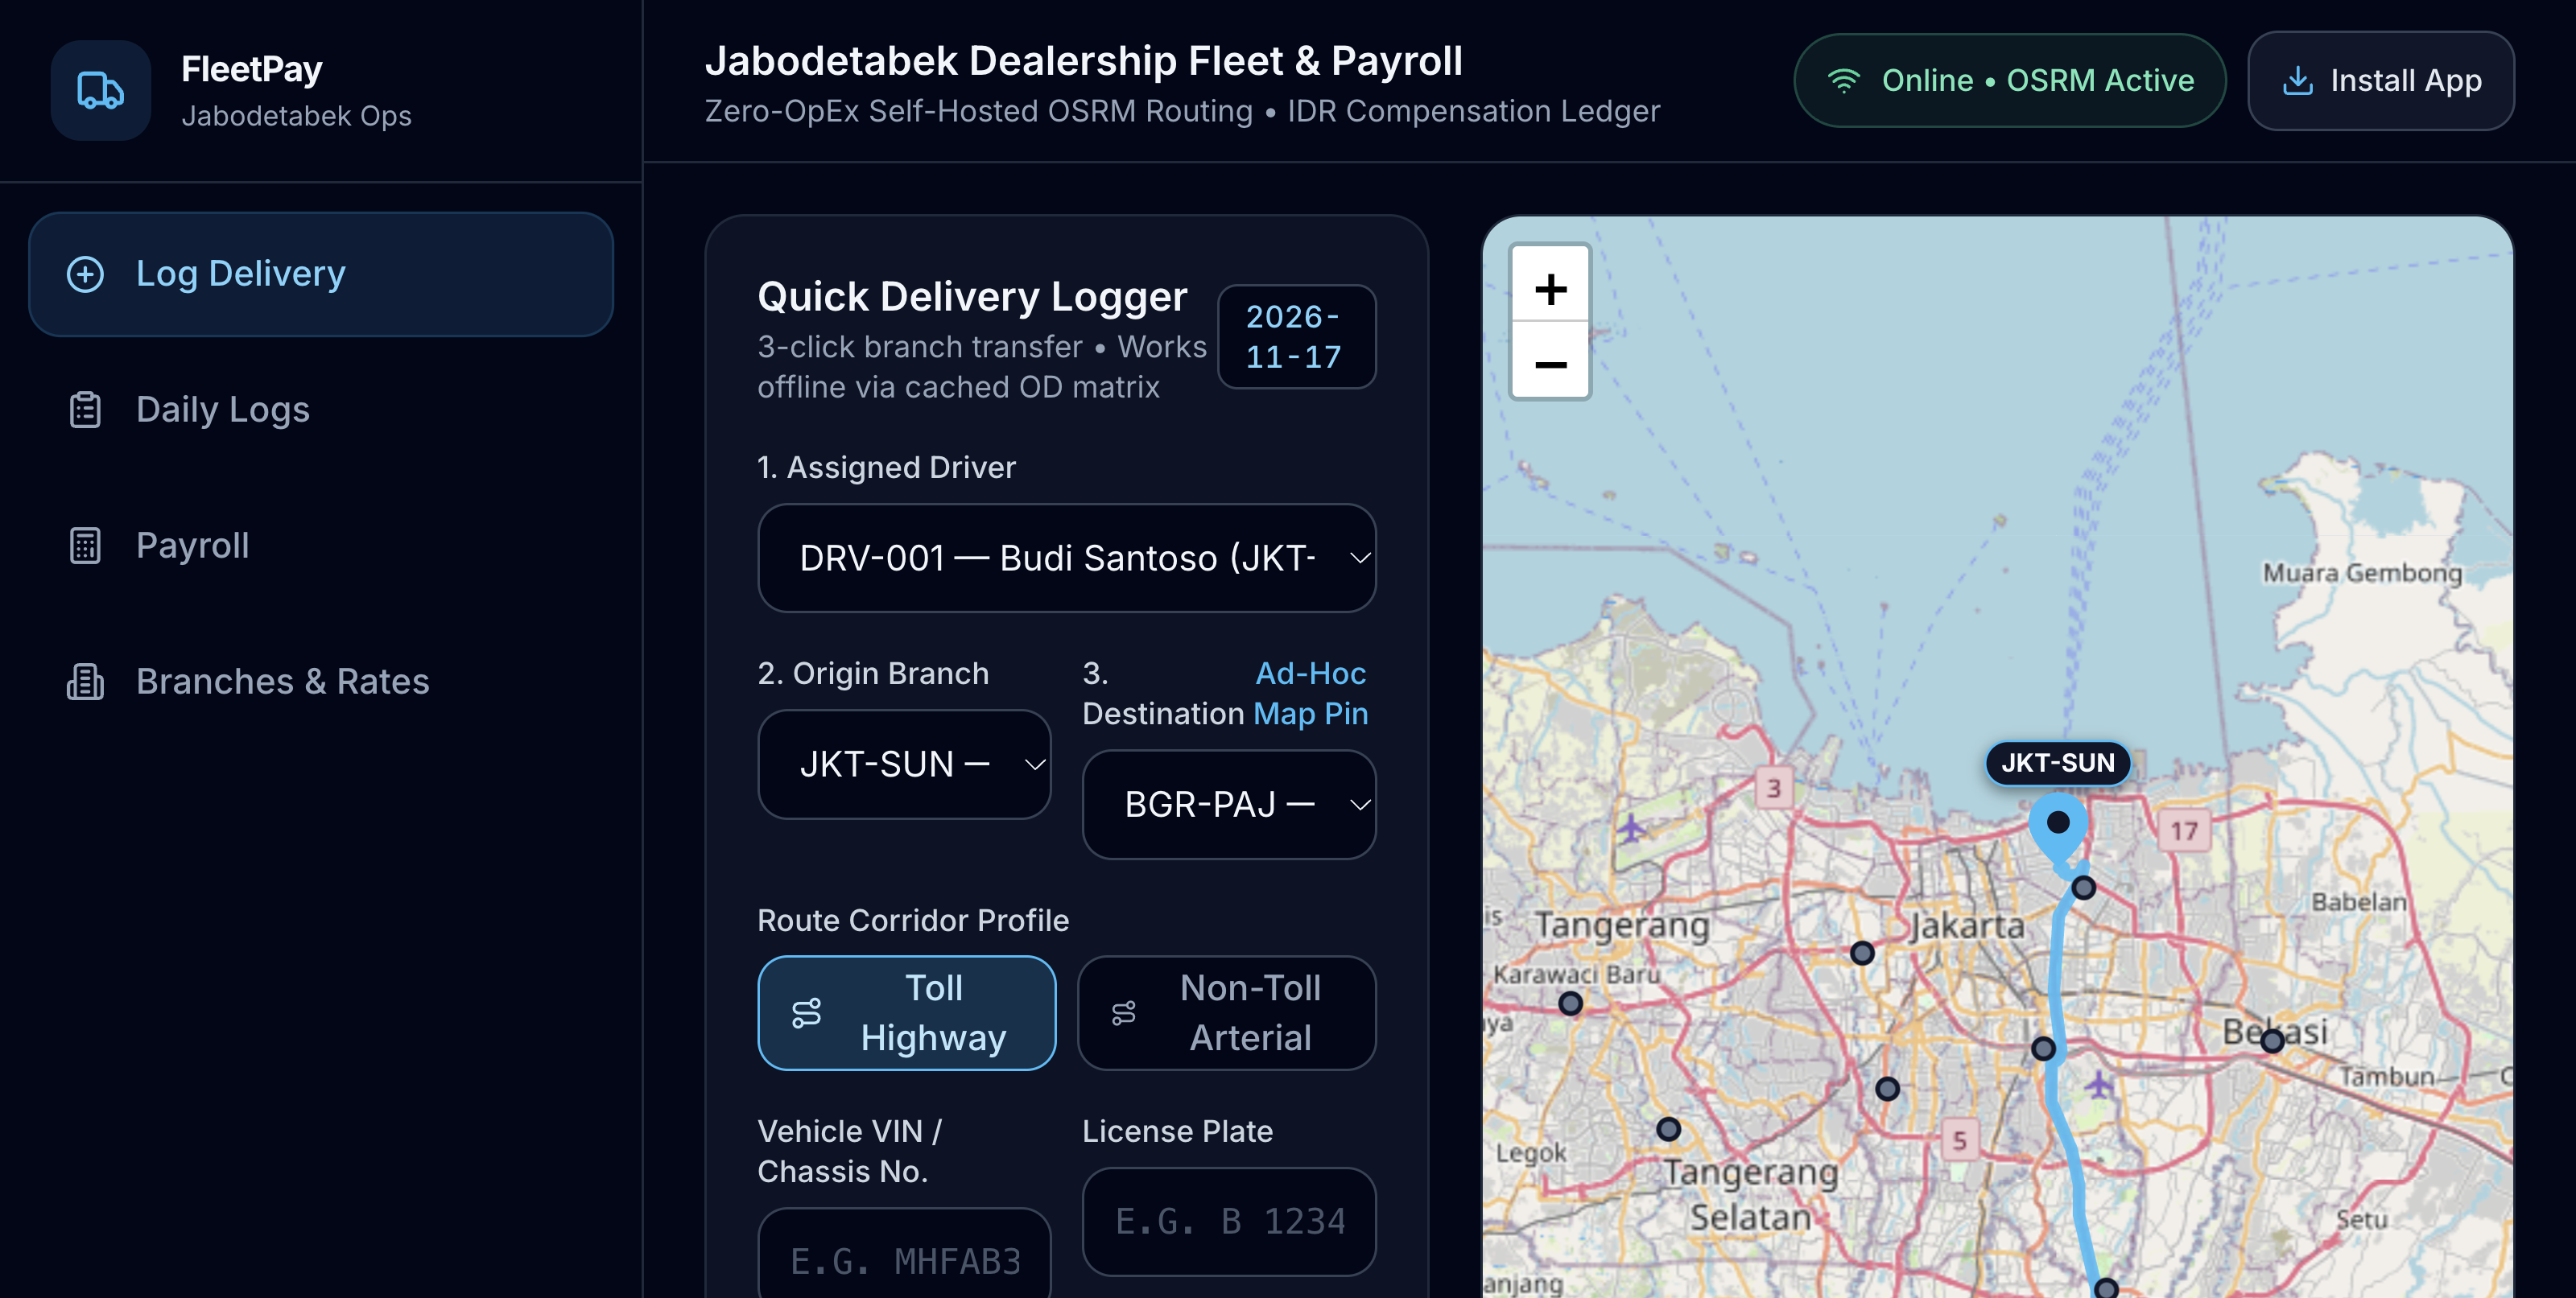 FleetPay
Jabodetabek Ops
Log Delivery
Daily Logs
Payroll
Branches & Rates
Jabodetabek Dealership Fleet & Payroll
Zero-OpEx Self-Hosted OSRM Routing • IDR Compensation Ledger
Online • OSRM Active
Install App
Quick Delivery Logger
3-click branch transfer • Works
offline via cached OD matrix
2026-
11-17
1. Assigned Driver
DRV-001 — Budi Santoso (JKT-
2. Origin Branch
JKT-SUN —
3.
Destination
Ad-Hoc
Map Pin
BGR-PAJ —
Route Corridor Profile
Toll
Highway
Non-Toll
Arterial
Vehicle VIN /
Chassis No.
E.G. MHFAB3
License Plate
E.G. B 1234
+
−
Muara Gembong
JKT-SUN
3
17
Babelan
Tangerang
Jakarta
Karawaci Baru
Bekasi
Tambun
5
Legok
Tangerang
Selatan
Setu
anjang